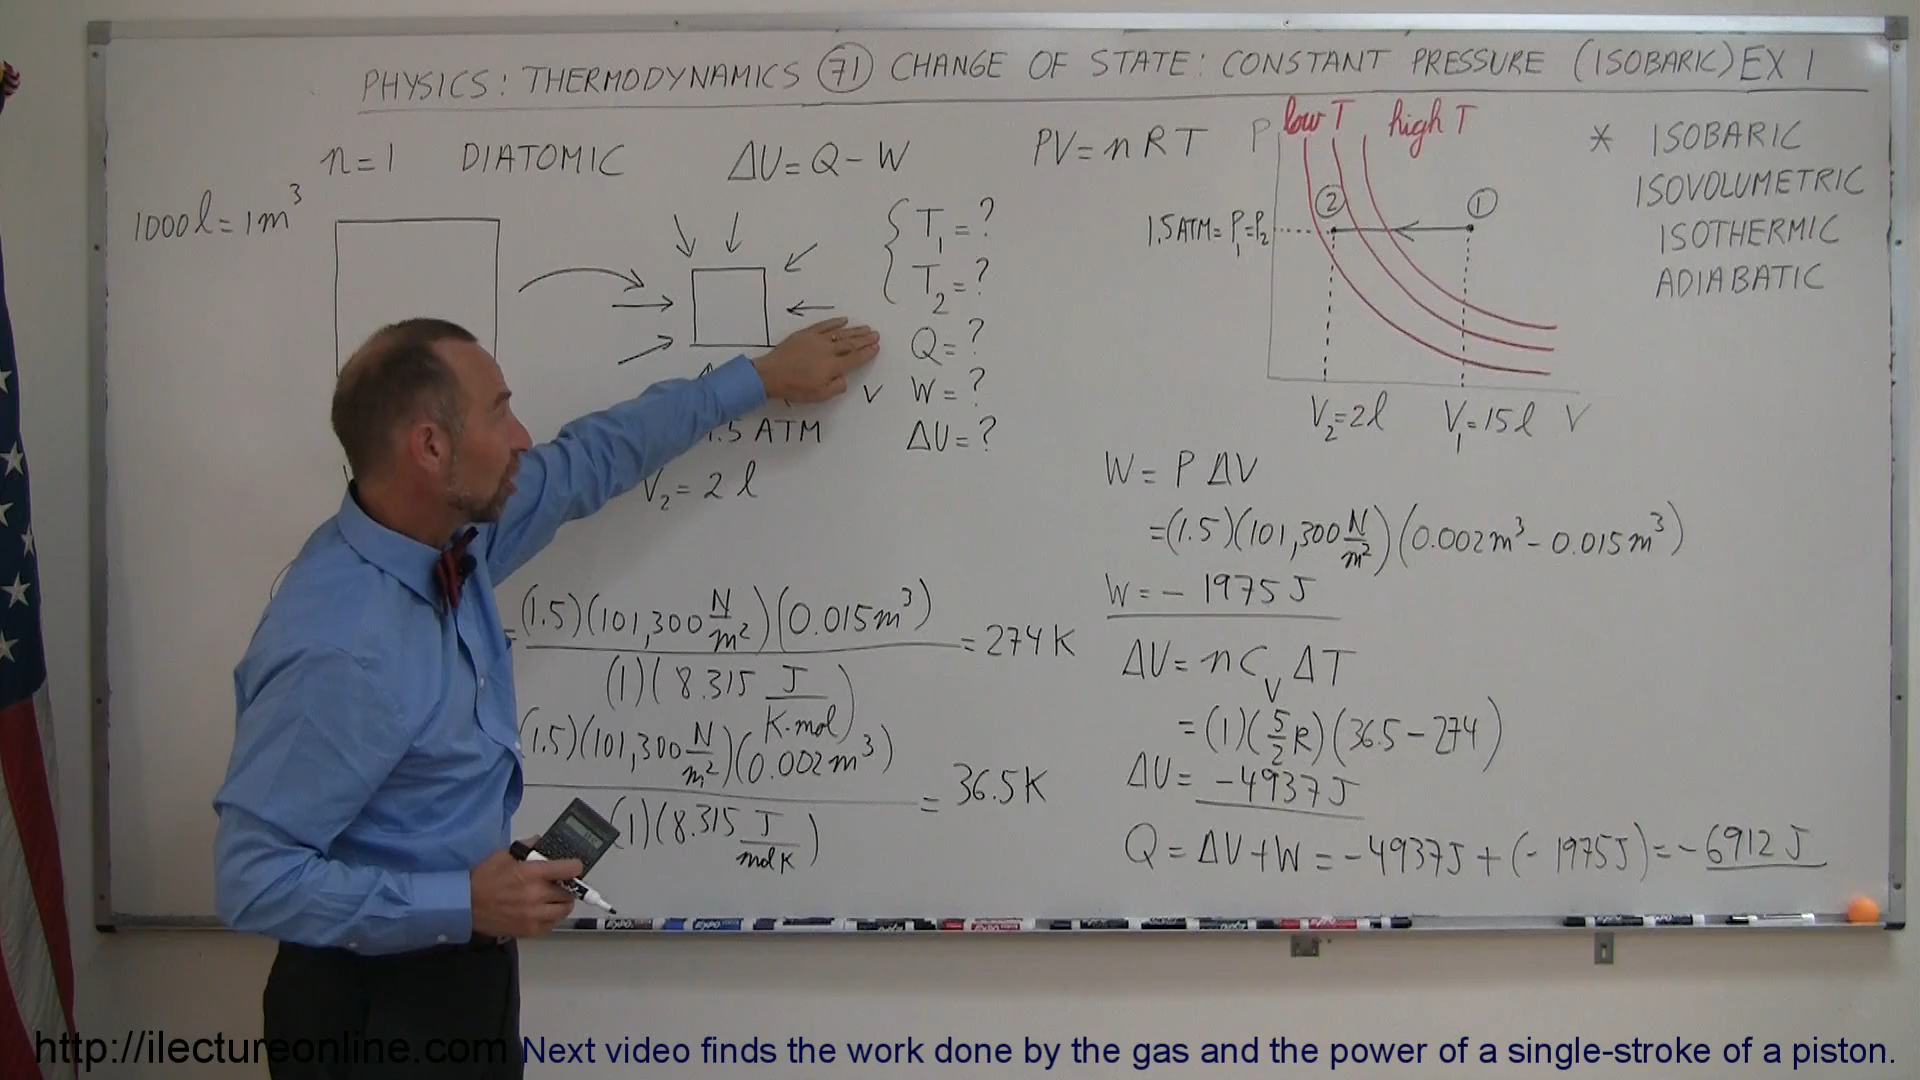 PHYSICS: THERMODYNAMICS 71 CHANGE OF STATE: CONSTANT PRESSURE (ISOBARIC) EX 1
n=1 DIATOMIC ΔU=Q-W PV=nRT
1000l=1m³
T₁=?
T₂=?
Q=?
W=?
ΔU=?
1.5 ATM
V₂=2l
P low T high T
② ①
1.5 ATM=P₁=P₂
V₂=2l V₁=15l V
* ISOBARIC
ISOVOLUMETRIC
ISOTHERMIC
ADIABATIC
=(1.5)(101,300 N/m²)(0.015m³)/(1)(8.315 J/K·mol)=274K
(1.5)(101,300 N/m²)(0.002m³)/(1)(8.315 J/mol K)=36.5K
W=PΔV
=(1.5)(101,300 N/m²)(0.002m³-0.015m³)
W=-1975J
ΔU=nCᵥΔT
=(1)(5/2 R)(36.5-274)
ΔU=-4937J
Q=ΔU+W=-4937J+(-1975J)=-6912J
http://ilectureonline.com Next video finds the work done by the gas and the power of a single-stroke of a piston.